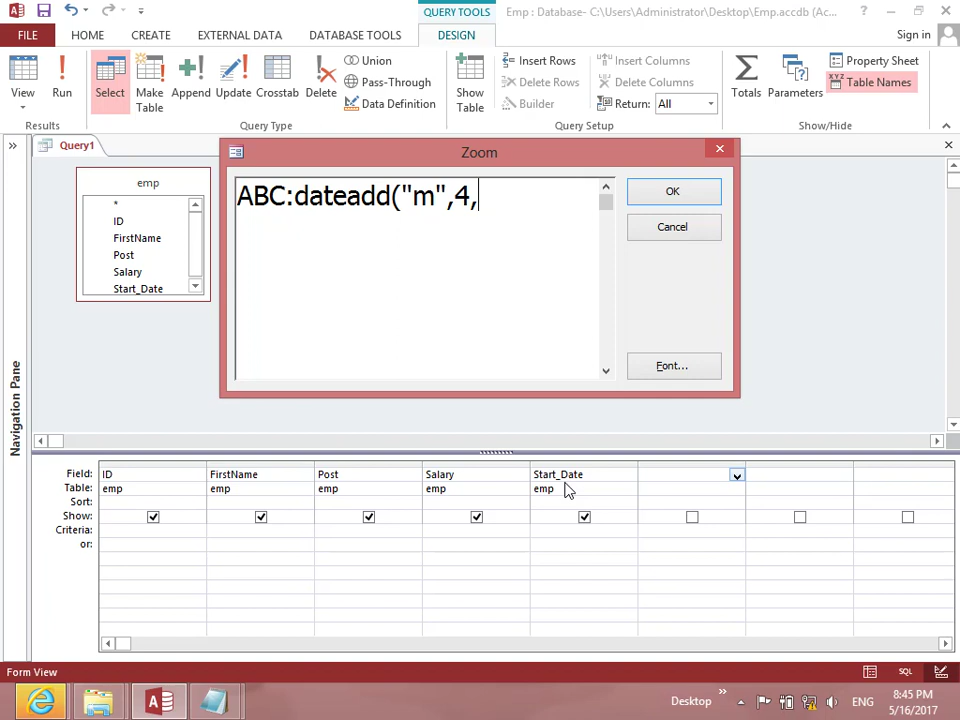 QUERY TOOLS
Emp : Database- C:\Users\Administrator\Desktop\Emp.accdb (Ac...
FILE HOME CREATE EXTERNAL DATA DATABASE TOOLS DESIGN Sign in
View Run Select Make Table Append Update Crosstab Delete
Union
Pass-Through
Data Definition
Show Table
Insert Rows
Delete Rows
Builder
Insert Columns
Delete Columns
Return: All
Totals Parameters
Property Sheet
Table Names
Results Query Type Query Setup Show/Hide
Query1
Navigation Pane
emp
*
ID
FirstName
Post
Salary
Start_Date
Zoom
ABC:dateadd("m",4,
OK
Cancel
Font...
Field: ID FirstName Post Salary Start_Date
Table: emp emp emp emp emp
Sort:
Show:
Criteria:
or:
Form View
SQL
Desktop
ENG
8:45 PM
5/16/2017